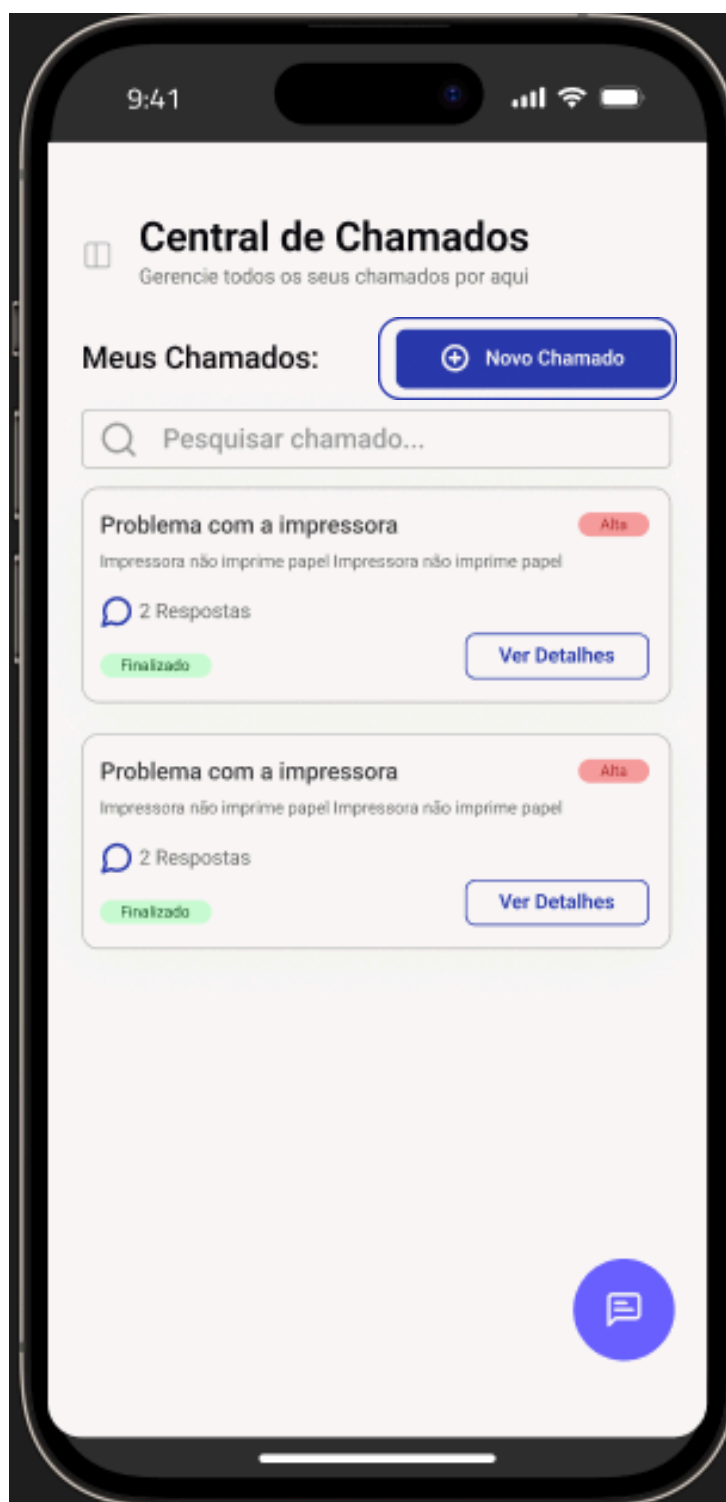 9:41
Central de Chamados
Gerencie todos os seus chamados por aqui
Meus Chamados:
Novo Chamado
Pesquisar chamado...
Problema com a impressora
Alta
Impressora não imprime papel Impressora não imprime papel
2 Respostas
Finalizado
Ver Detalhes
Problema com a impressora
Alta
Impressora não imprime papel Impressora não imprime papel
2 Respostas
Finalizado
Ver Detalhes